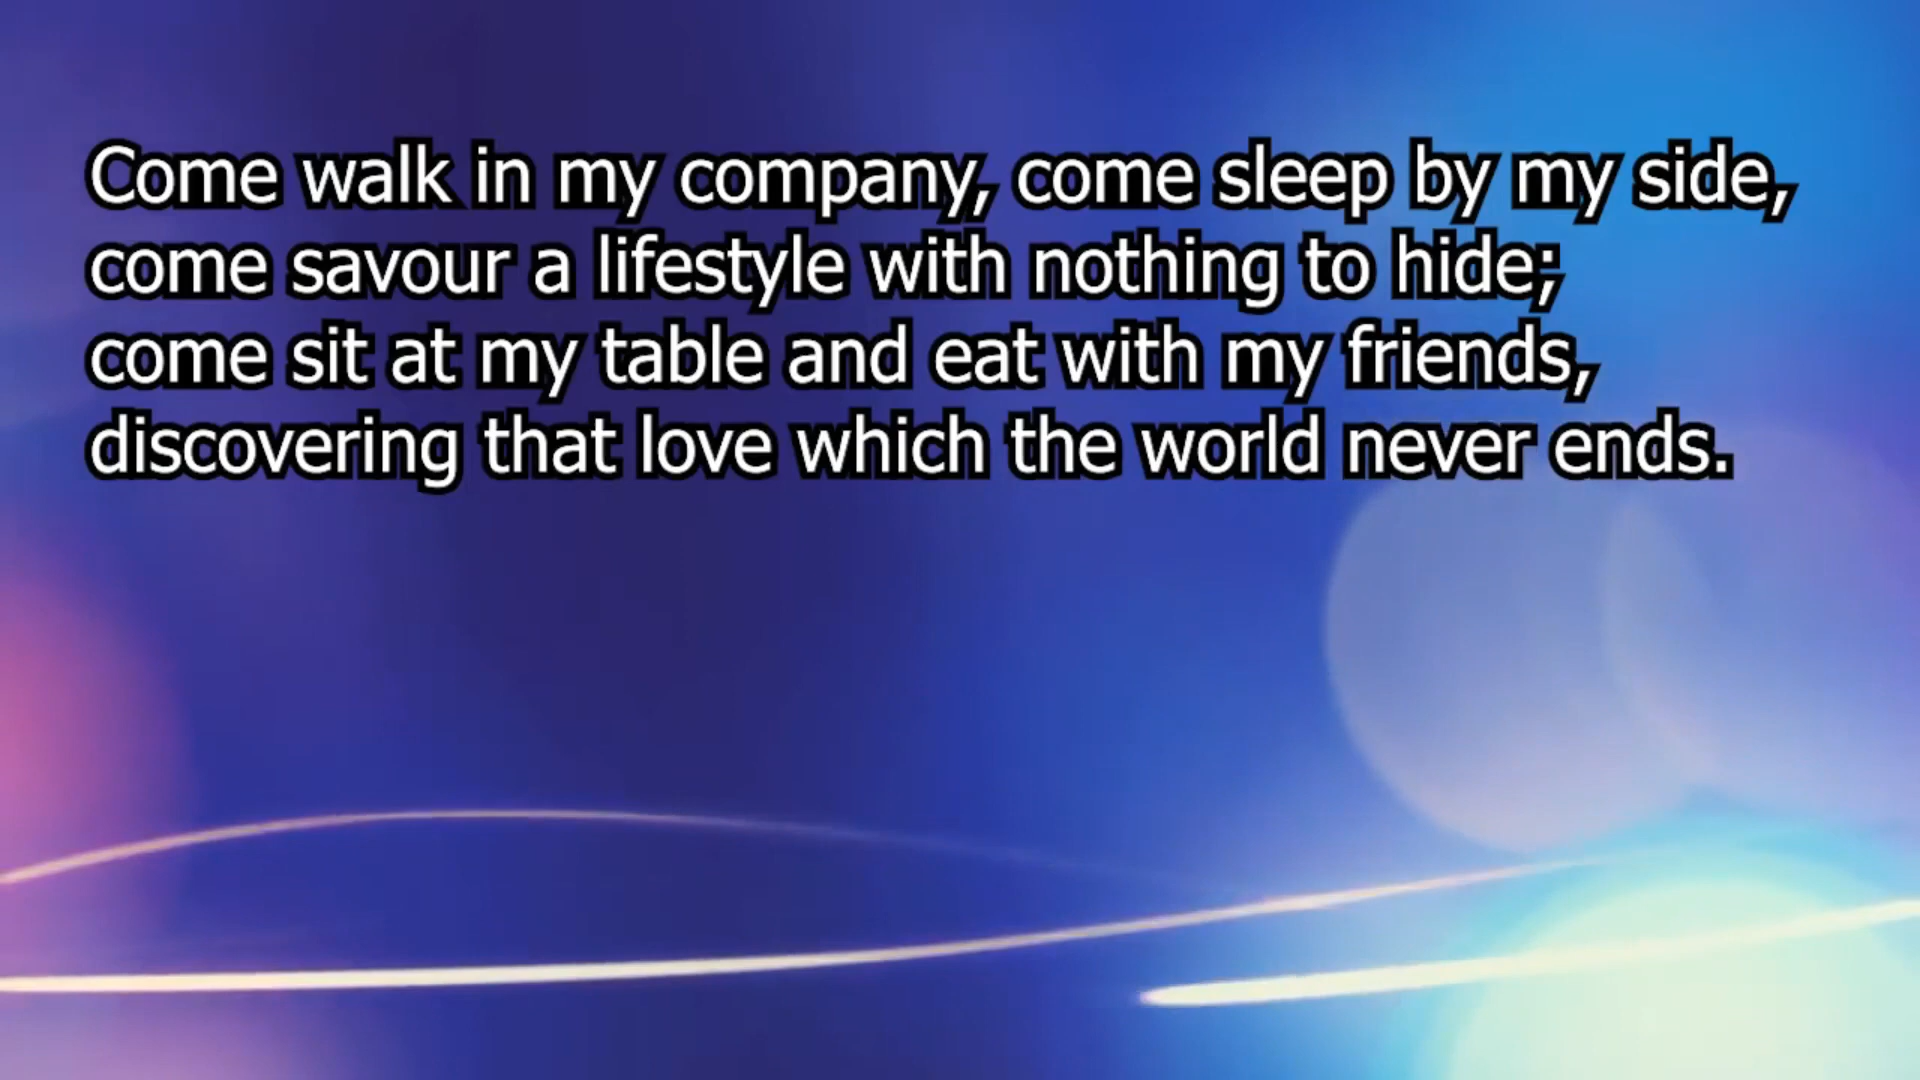 Come walk in my company, come sleep by my side,
come savour a lifestyle with nothing to hide;
come sit at my table and eat with my friends,
discovering that love which the world never ends.